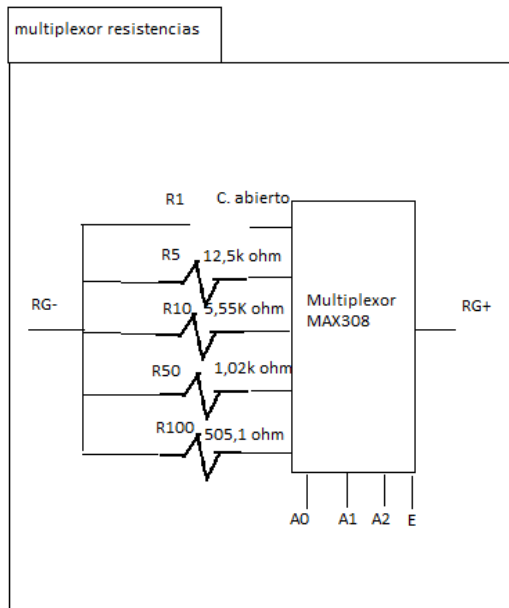 multiplexor resistencias
R1 C. abierto
R5 12,5k ohm
RG- R10 5,55K ohm Multiplexor RG+
MAX308
R50 1,02k ohm
R100 505,1 ohm
A0 A1 A2 E